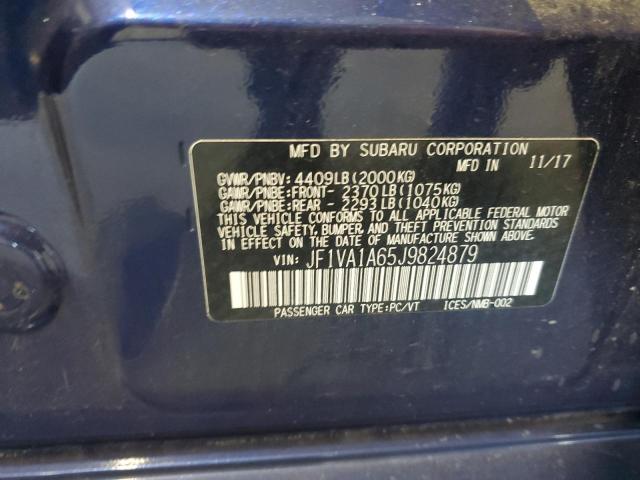 MFD BY SUBARU CORPORATION
MFD IN 11/17
GVWR/PNBV: 4409LB(2000KG)
GAWR/PNBE:FRONT- 2370LB(1075KG)
GAWR/PNBE:REAR - 2293LB(1040KG)
THIS VEHICLE CONFORMS TO ALL APPLICABLE FEDERAL MOTOR
VEHICLE SAFETY, BUMPER, AND THEFT PREVENTION STANDARDS
IN EFFECT ON THE DATE OF MANUFACTURE SHOWN ABOVE.
VIN: JF1VA1A65J9824879
PASSENGER CAR TYPE:PC/VT ICES/NMB-002